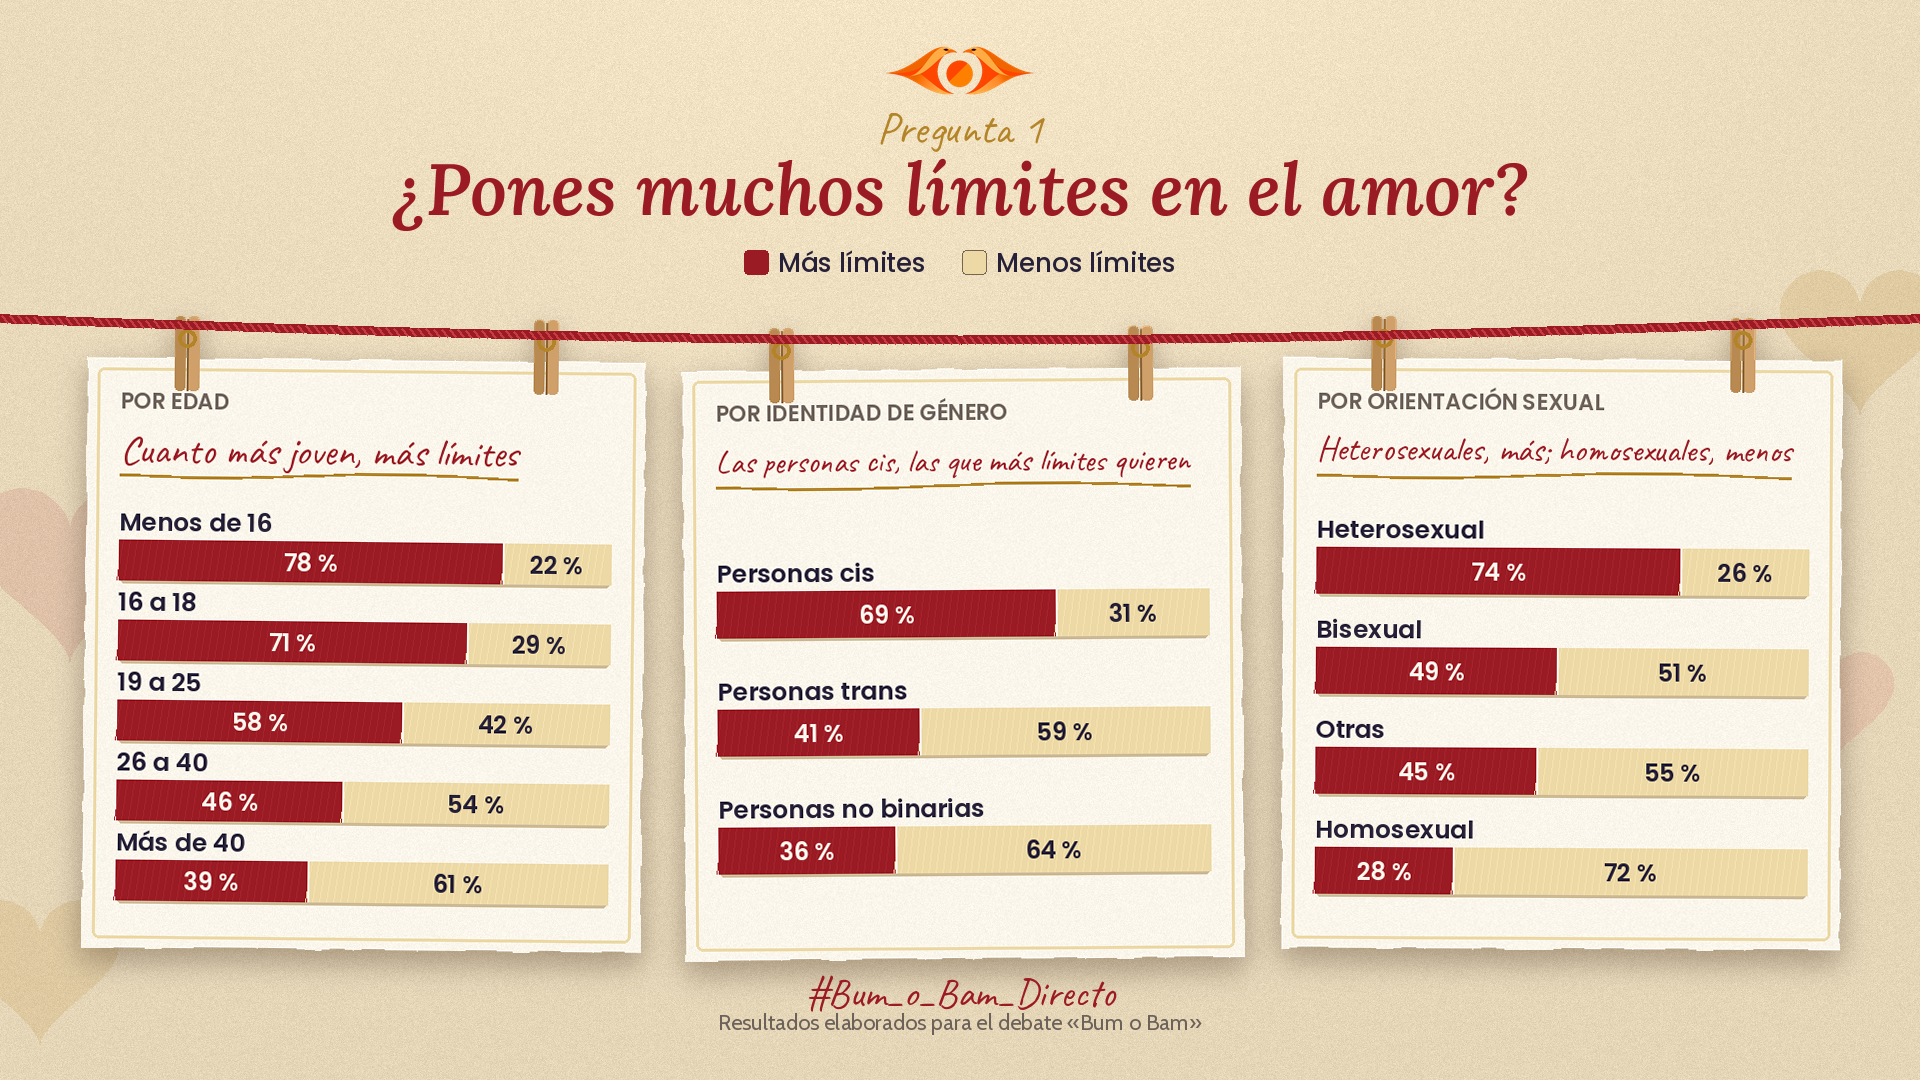 Pregunta 1
¿Pones muchos límites en el amor?
Más límites
Menos límites
POR EDAD
Cuanto más joven, más límites
Menos de 16
78 %
22 %
16 a 18
71 %
29 %
19 a 25
58 %
42 %
26 a 40
46 %
54 %
Más de 40
39 %
61 %
POR IDENTIDAD DE GÉNERO
Las personas cis, las que más límites quieren
Personas cis
69 %
31 %
Personas trans
41 %
59 %
Personas no binarias
36 %
64 %
POR ORIENTACIÓN SEXUAL
Heterosexuales, más; homosexuales, menos
Heterosexual
74 %
26 %
Bisexual
49 %
51 %
Otras
45 %
55 %
Homosexual
28 %
72 %
#Bum_o_Bam_Directo
Resultados elaborados para el debate «Bum o Bam»